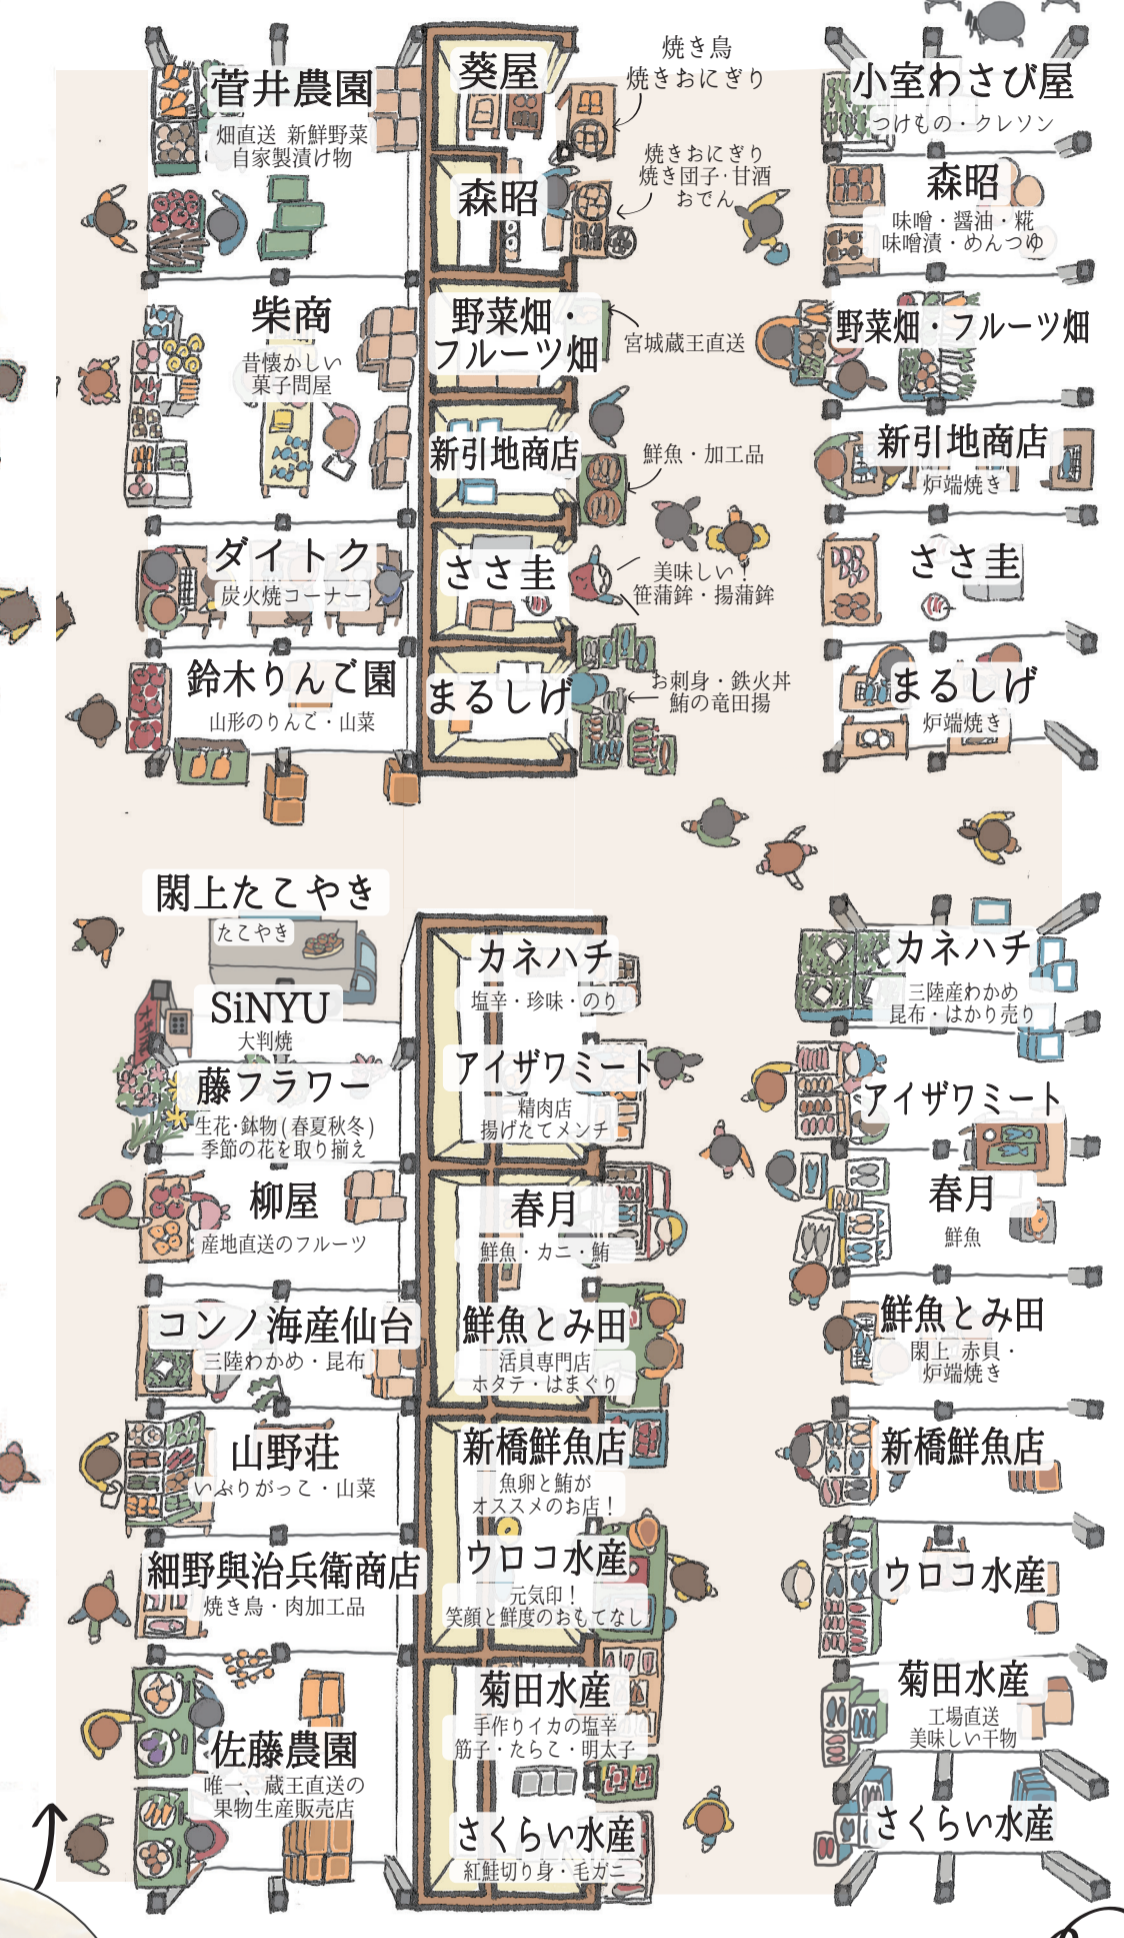 菅井農園
畑直送 新鮮野菜
自家製漬け物
柴商
昔懐かしい
菓子問屋
ダイトク
炭火焼コーナー
鈴木りんご園
山形のりんご・山菜
葵屋
焼き鳥
焼きおにぎり
森昭
焼きおにぎり
焼き団子・甘酒
おでん
野菜畑・
フルーツ畑
宮城蔵王直送
新引地商店
鮮魚・加工品
ささ圭
美味しい！
笹蒲鉾・揚蒲鉾
まるしげ
お刺身・鉄火丼
鮪の竜田揚
小室わさび屋
つけもの・クレソン
森昭
味噌・醤油・糀
味噌漬・めんつゆ
野菜畑・フルーツ畑
新引地商店
炉端焼き
ささ圭
まるしげ
炉端焼き
閖上たこやき
たこやき
SiNYU
大判焼
藤フラワー
生花・鉢物(春夏秋冬)
季節の花を取り揃え
柳屋
産地直送のフルーツ
コンノ海産仙台
三陸わかめ・昆布
山野荘
いぶりがっこ・山菜
細野與治兵衛商店
焼き鳥・肉加工品
佐藤農園
唯一、蔵王直送の
果物生産販売店
カネハチ
塩辛・珍味・のり
アイザワミート
精肉店
揚げたてメンチ
春月
鮮魚・カニ・鮪
鮮魚とみ田
活貝専門店
ホタテ・はまぐり
新橋鮮魚店
魚卵と鮪が
オススメのお店！
ウロコ水産
元気印！
笑顔と鮮度のおもてなし
菊田水産
手作りイカの塩辛
筋子・たらこ・明太子
さくらい水産
紅鮭切り身・毛ガニ
カネハチ
三陸産わかめ
昆布・はかり売り
アイザワミート
春月
鮮魚
鮮魚とみ田
閖上 赤貝・
炉端焼き
新橋鮮魚店
ウロコ水産
菊田水産
工場直送
美味しい干物
さくらい水産